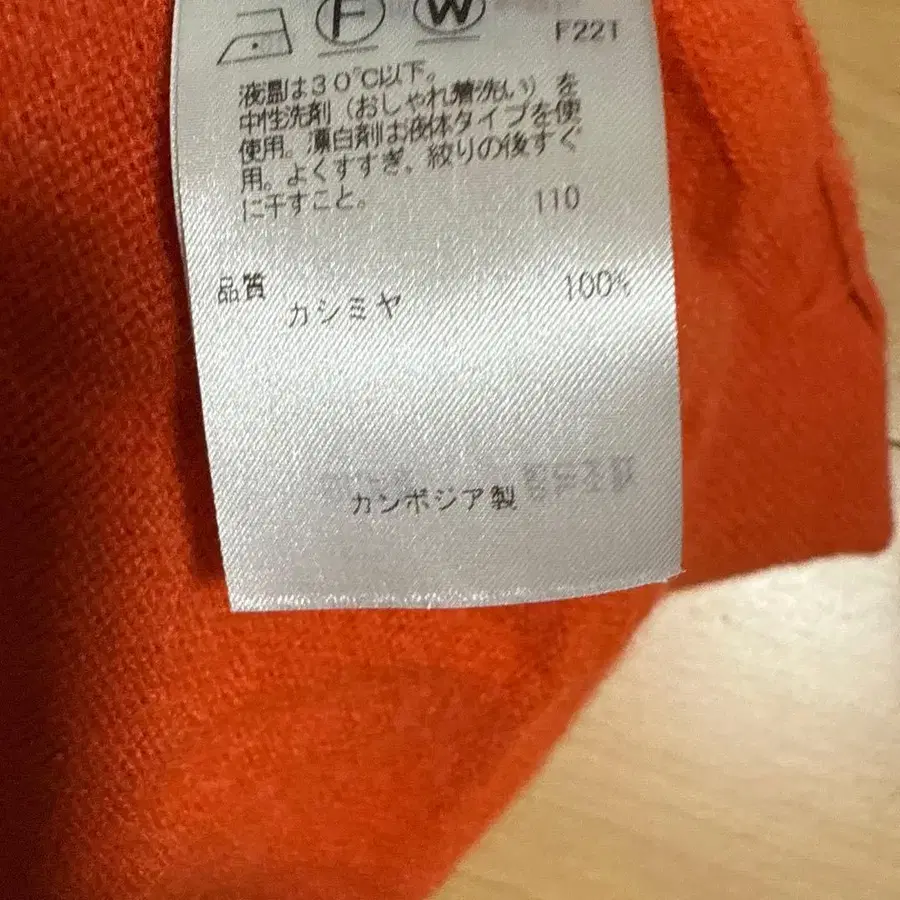 F W
F22T
液温は30℃以下。
中性洗剤（おしゃれ着洗い）を
使用。漂白剤は液体タイプを使
用。よくすすぎ、絞りの後すぐ
に干すこと。
110
品質
カシミヤ 100%
カンボジア製